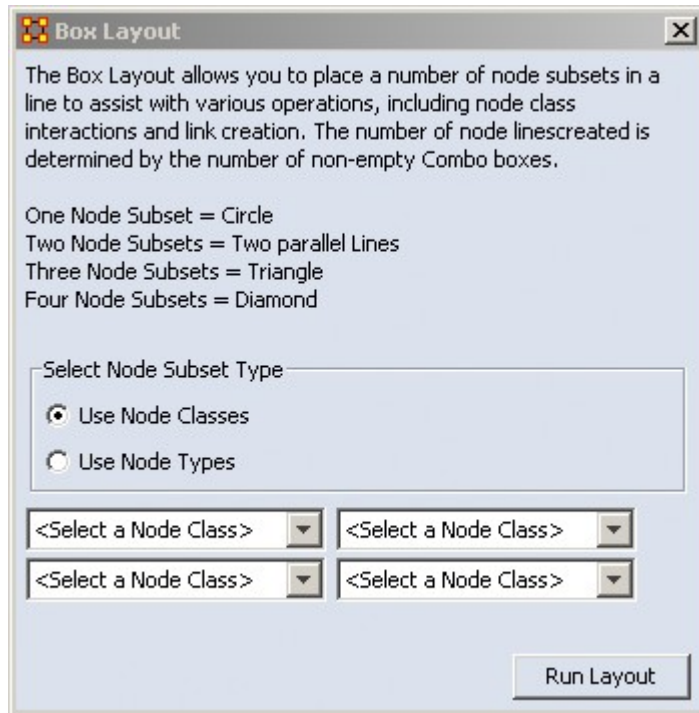 Box Layout
The Box Layout allows you to place a number of node subsets in a
line to assist with various operations, including node class
interactions and link creation. The number of node linescreated is
determined by the number of non-empty Combo boxes.
One Node Subset = Circle
Two Node Subsets = Two parallel Lines
Three Node Subsets = Triangle
Four Node Subsets = Diamond
Select Node Subset Type
Use Node Classes
Use Node Types
<Select a Node Class> <Select a Node Class>
<Select a Node Class> <Select a Node Class>
Run Layout